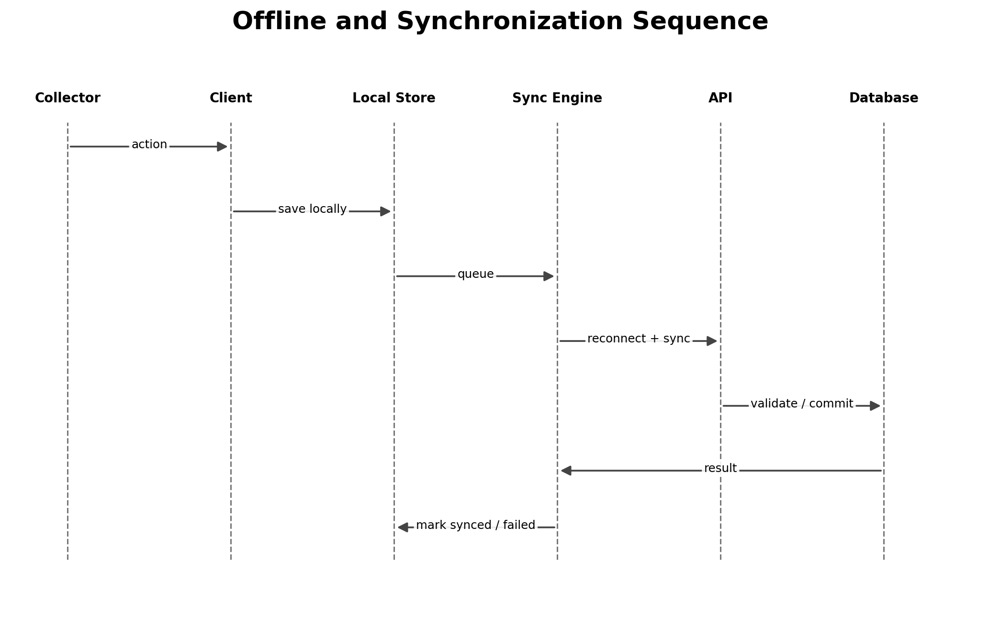 Offline and Synchronization Sequence
Collector Client Local Store Sync Engine API Database
action
save locally
queue
reconnect + sync
validate / commit
result
mark synced / failed